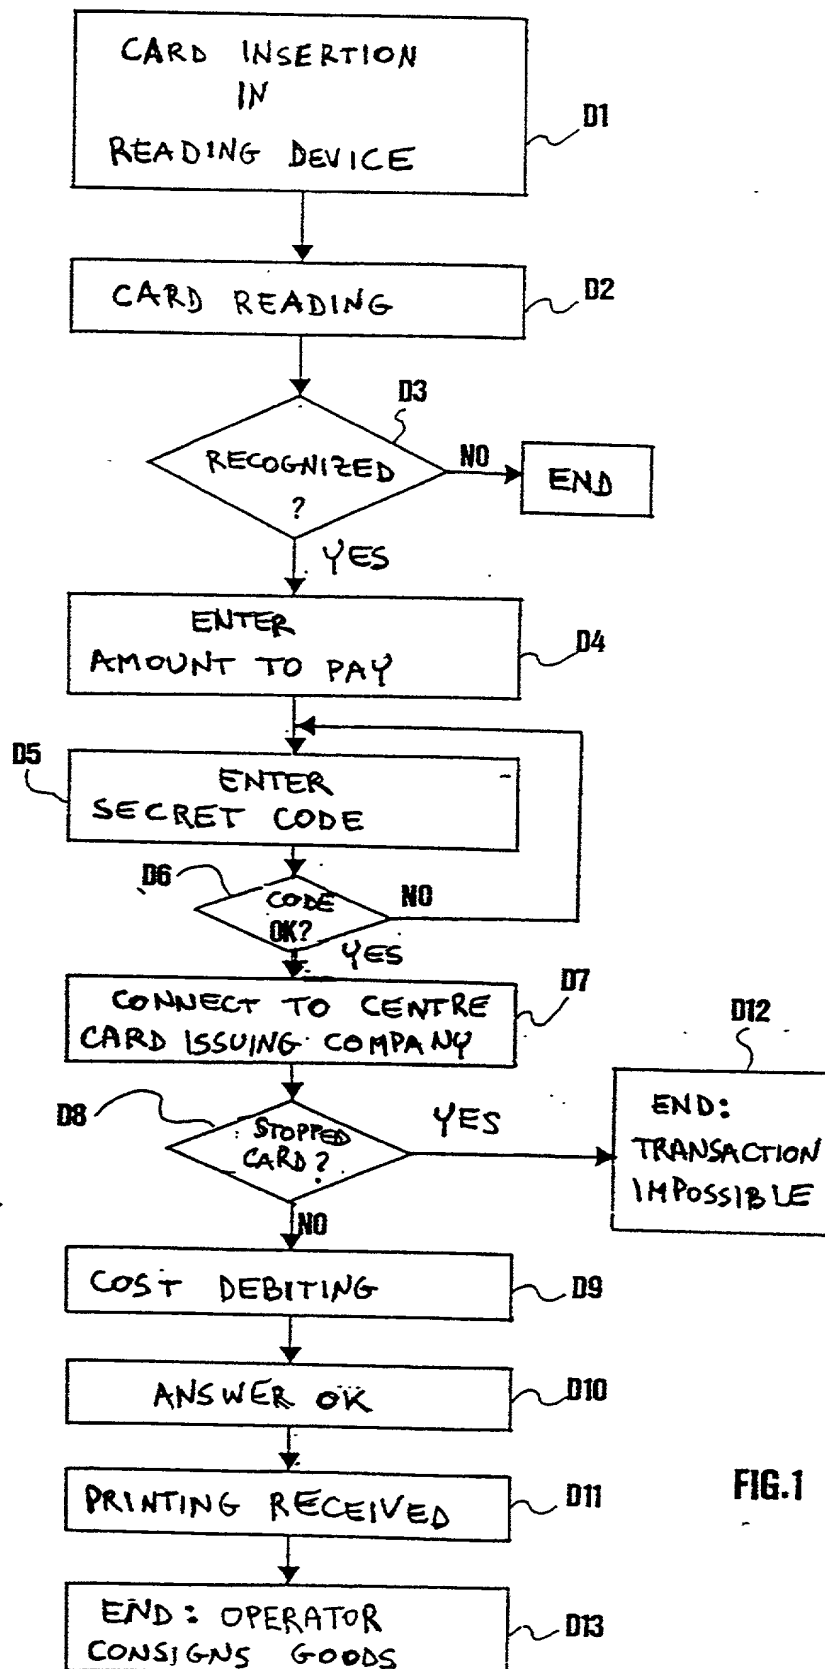 CARD INSERTION
IN
READING DEVICE
D1
CARD READING
D2
D3
RECOGNIZED
?
NO
END
YES
ENTER
AMOUNT TO PAY
D4
D5
ENTER
SECRET CODE
D6
CODE
OK?
NO
YES
CONNECT TO CENTRE
CARD ISSUING COMPANY
D7
D12
D8
STOPPED
CARD?
YES
END:
TRANSACTION
IMPOSSIBLE
NO
COST DEBITING
D9
ANSWER OK
D10
PRINTING RECEIVED
D11
FIG.1
END: OPERATOR
CONSIGNS GOODS
D13